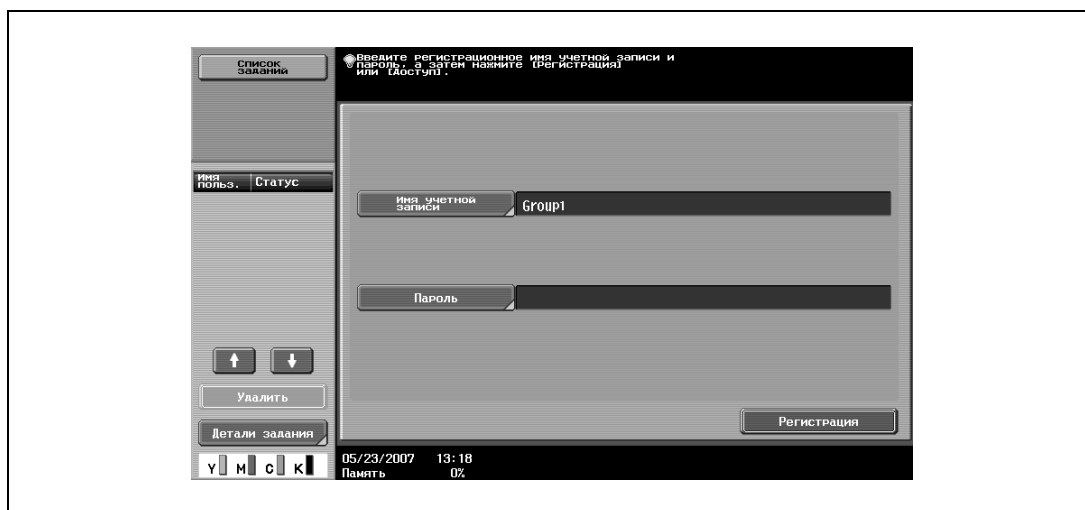 Список
заданий
Введите регистрационное имя учетной записи и
пароль, а затем нажмите [Регистрация]
или [Доступ].
Имя
польз.
Статус
Имя учетной
записи
Group1
Пароль
Удалить
Детали задания
Регистрация
Y M C K
05/23/2007 13:18
Память 0%